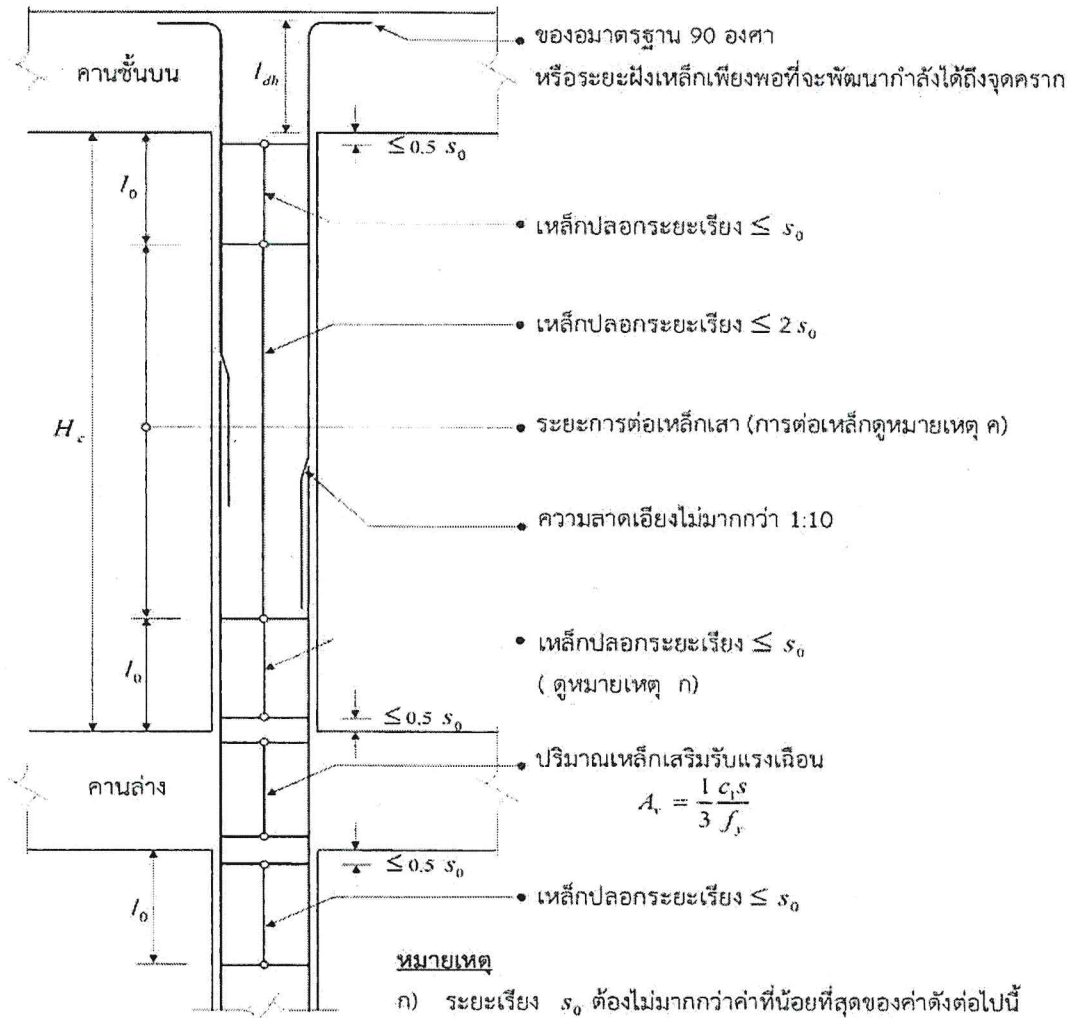 ของอมาตรฐาน 90 องศา
หรือระยะฝังเหล็กเพียงพอที่จะพัฒนากำลังได้ถึงจุดคราก
คานชั้นบน
l_dh
≤ 0.5 s_0
l_0
เหล็กปลอกระยะเรียง ≤ s_0
เหล็กปลอกระยะเรียง ≤ 2 s_0
H_c
ระยะการต่อเหล็กเสา (การต่อเหล็กดูหมายเหตุ ค)
ความลาดเอียงไม่มากกว่า 1:10
l_0
เหล็กปลอกระยะเรียง ≤ s_0
( ดูหมายเหตุ ก)
≤ 0.5 s_0
คานล่าง
ปริมาณเหล็กเสริมรับแรงเฉือน
A_v = 1/3 c_1 s / f_y
≤ 0.5 s_0
l_0
เหล็กปลอกระยะเรียง ≤ s_0
หมายเหตุ
ก) ระยะเรียง s_0 ต้องไม่มากกว่าค่าที่น้อยที่สุดของค่าดังต่อไปนี้